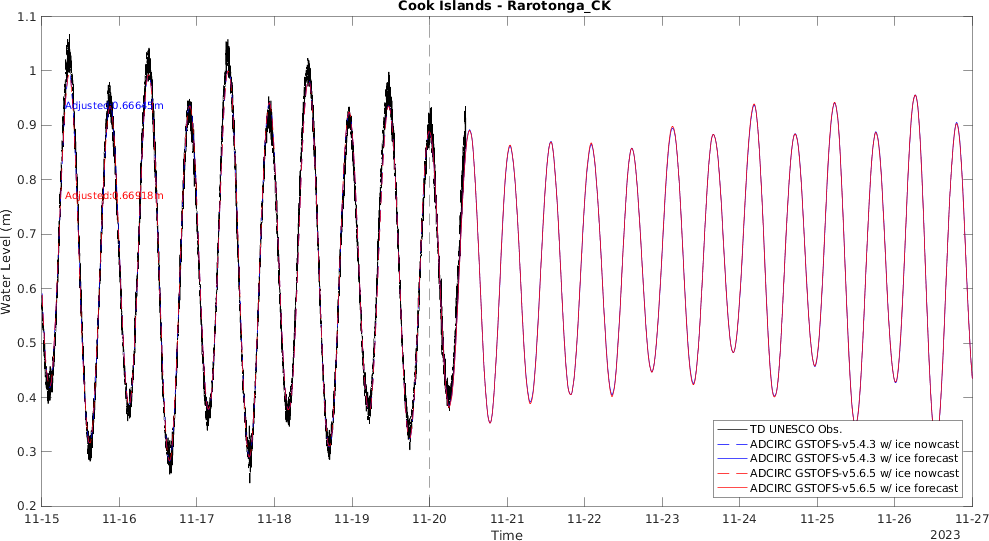 Cook Islands - Rarotonga_CK
1.1
1
0.9
0.8
0.7
0.6
0.5
0.4
0.3
0.2
Water Level (m)
Adjusted:0.66645m
Adjusted:0.66918m
TD UNESCO Obs.
ADCIRC GSTOFS-v5.4.3 w/ ice nowcast
ADCIRC GSTOFS-v5.4.3 w/ ice forecast
ADCIRC GSTOFS-v5.6.5 w/ ice nowcast
ADCIRC GSTOFS-v5.6.5 w/ ice forecast
11-15 11-16 11-17 11-18 11-19 11-20 11-21 11-22 11-23 11-24 11-25 11-26 11-27
Time
2023